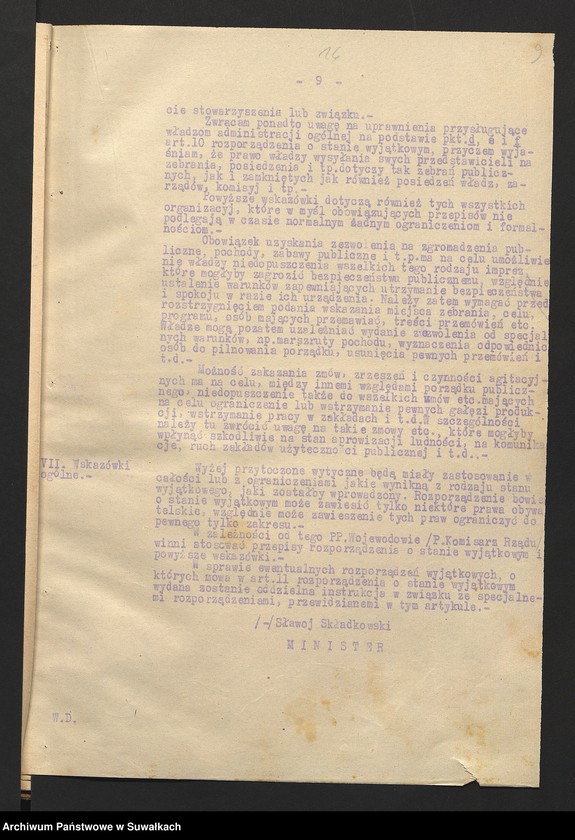 16
9
- 9 -
cie stowarzyszenia lub związku.-
Zwracam ponadto uwagę na uprawnienia przysługujące
władzom administracji ogólnej na podstawie pkt.d, § 1
art.10 rozporządzenia o stanie wyjątkowym, przyczem wyja-
śniam, że prawo władzy wysyłania swych przedstawicieli na
zebrania, posiedzenia i tp.dotyczy tak zebrań publicz-
nych, jak i zamkniętych jak również posiedzeń władz, za-
rządów, komisyj i tp.-
Powyższe wskazówki dotyczą również tych wszystkich
organizacyj, które w myśl obowiązujących przepisów nie
podlegają w czasie normalnym żadnym ograniczeniom i formal-
nościom.-
Obowiązek uzyskania zezwolenia na zgromadzenia pub-
liczne, pochody, zabawy publiczne i t.p.ma na celu umożliwie
nie władzy niedopuszczenia wszelkich tego rodzaju imprez,
które mogłyby zagrozić bezpieczeństwu publicznemu, względnie
ustalenie warunków zapewniających utrzymanie bezpieczeństwa
i spokoju w razie ich urządzenia. Należy zatem wymagać przed
rozstrzygnięciem podania wskazania miejsca zebrania, celu,
programu, osób mających przemawiać, treści przemówień etc.
Władze mogą pozatem uzależniać wydanie zezwolenia od specjal
nych warunków, np.marszruty pochodu, wyznaczenia odpowiednic
osób do pilnowania porządku, usunięcia pewnych przemówień i
t.d.-
Możność zakazania zmów, zrzeszeń i czynności agitacyj-
nych ma na celu, między innemi względami porządku publicz-
nego, niedopuszczenie także do wszelkich zmów etc.mających
na celu ograniczenie lub wstrzymanie pewnych gałęzi produk-
cji, wstrzymanie pracy w zakładach i t.d.W szczególności
należy tu zwrócić uwagę na takie zmowy etc., które mogłyby
wpłynąć szkodliwie na stan aprowizacji ludności, na komunika
cje, ruch zakładów użyteczności publicznej i t.d..-
VII. Wskazówki
ogólne.-
Wyżej przytoczone wytyczne będą miały zastosowanie w
całości lub z ograniczeniami jakie wynikną z rodzaju stanu
wyjątkowego, jaki zostałby wprowadzony. Rozporządzenie bowie
o stanie wyjątkowym może zawiesić tylko niektóre prawa obywa
telskie, względnie może zawieszenie tych praw ograniczyć do
pewnego tylko zakresu.-
W zależności od tego PP.Wojewodowie /P.Komisarz Rządu/
winni stosować przepisy rozporządzenia o stanie wyjątkowym i
powyższe wskazówki.-
W sprawie ewentualnych rozporządzeń wyjątkowych, o
których mowa w art.11 rozporządzenia o stanie wyjątkowym
wydana zostanie oddzielna instrukcja w związku ze specjalne-
mi rozporządzeniami, przewidzianemi w tym artykule.-
/-/Sławoj Składkowski
MINISTER
W.D.
Archiwum Państwowe w Suwałkach